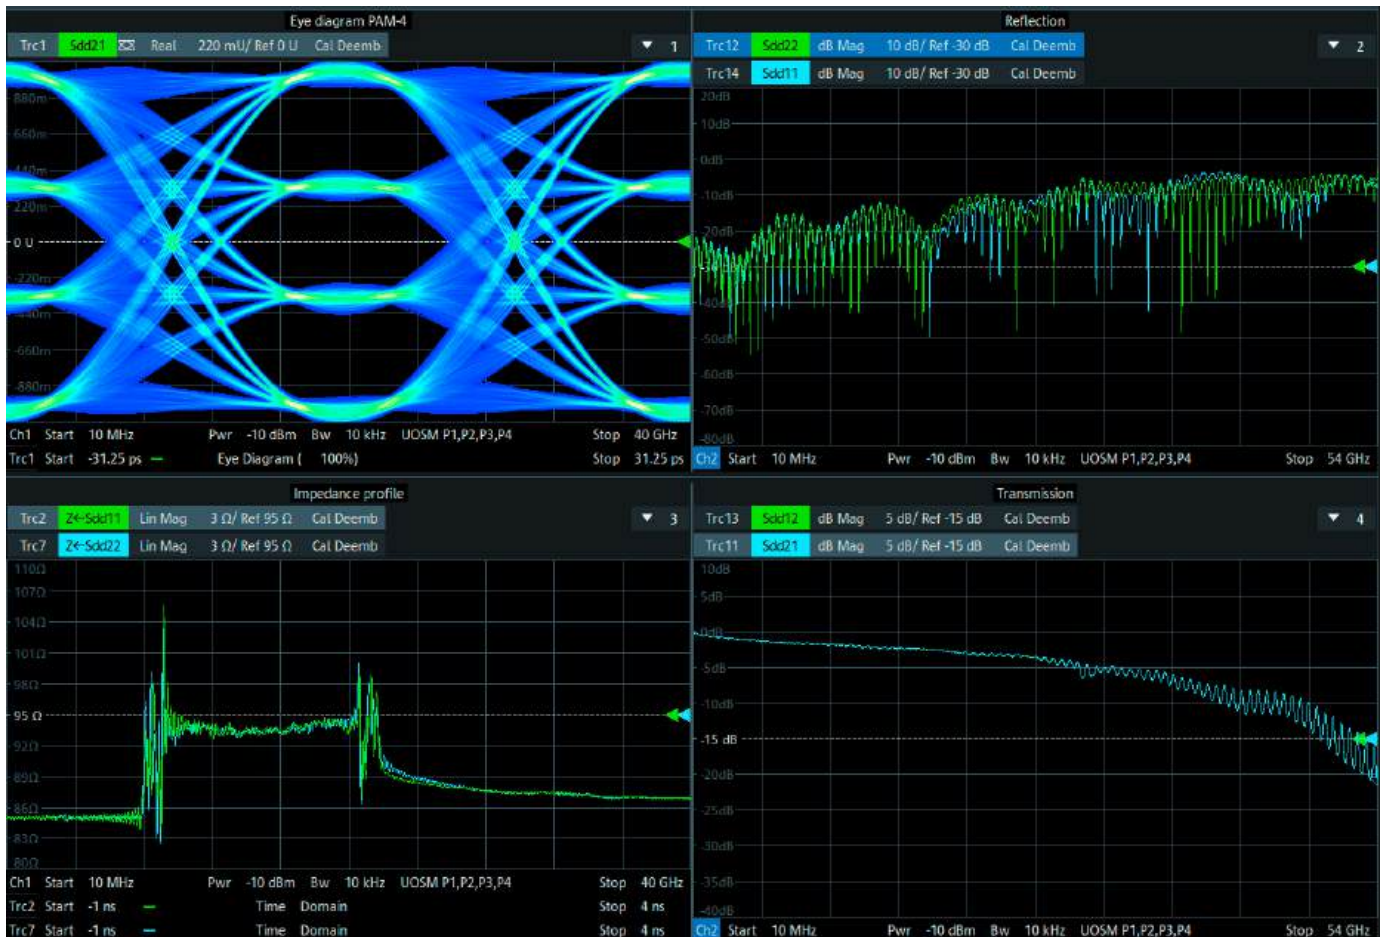 Eye diagram PAM-4
Trc1 Sdd21 Real 220 mU/ Ref 0 U Cal Deemb 1
880m
660m
440m
220m
0 U
-220m
-440m
-660m
-880m
Ch1 Start 10 MHz Pwr -10 dBm Bw 10 kHz UOSM P1,P2,P3,P4 Stop 40 GHz
Trc1 Start -31.25 ps Eye Diagram ( 100%) Stop 31.25 ps
Reflection
Trc12 Sdd22 dB Mag 10 dB/ Ref -30 dB Cal Deemb 2
Trc14 Sdd11 dB Mag 10 dB/ Ref -30 dB Cal Deemb
20dB
10dB
0dB
-10dB
-20dB
-30 dB
-40dB
-50dB
-60dB
-70dB
-80dB
Ch2 Start 10 MHz Pwr -10 dBm Bw 10 kHz UOSM P1,P2,P3,P4 Stop 54 GHz
Impedance profile
Trc2 Z←Sdd11 Lin Mag 3 Ω/ Ref 95 Ω Cal Deemb 3
Trc7 Z←Sdd22 Lin Mag 3 Ω/ Ref 95 Ω Cal Deemb
110Ω
107Ω
104Ω
101Ω
98Ω
95 Ω
92Ω
89Ω
86Ω
83Ω
80Ω
Ch1 Start 10 MHz Pwr -10 dBm Bw 10 kHz UOSM P1,P2,P3,P4 Stop 40 GHz
Trc2 Start -1 ns Time Domain Stop 4 ns
Trc7 Start -1 ns Time Domain Stop 4 ns
Transmission
Trc13 Sdd12 dB Mag 5 dB/ Ref -15 dB Cal Deemb 4
Trc11 Sdd21 dB Mag 5 dB/ Ref -15 dB Cal Deemb
10dB
5dB
0dB
-5dB
-10dB
-15 dB
-20dB
-25dB
-30dB
-35dB
-40dB
Ch2 Start 10 MHz Pwr -10 dBm Bw 10 kHz UOSM P1,P2,P3,P4 Stop 54 GHz